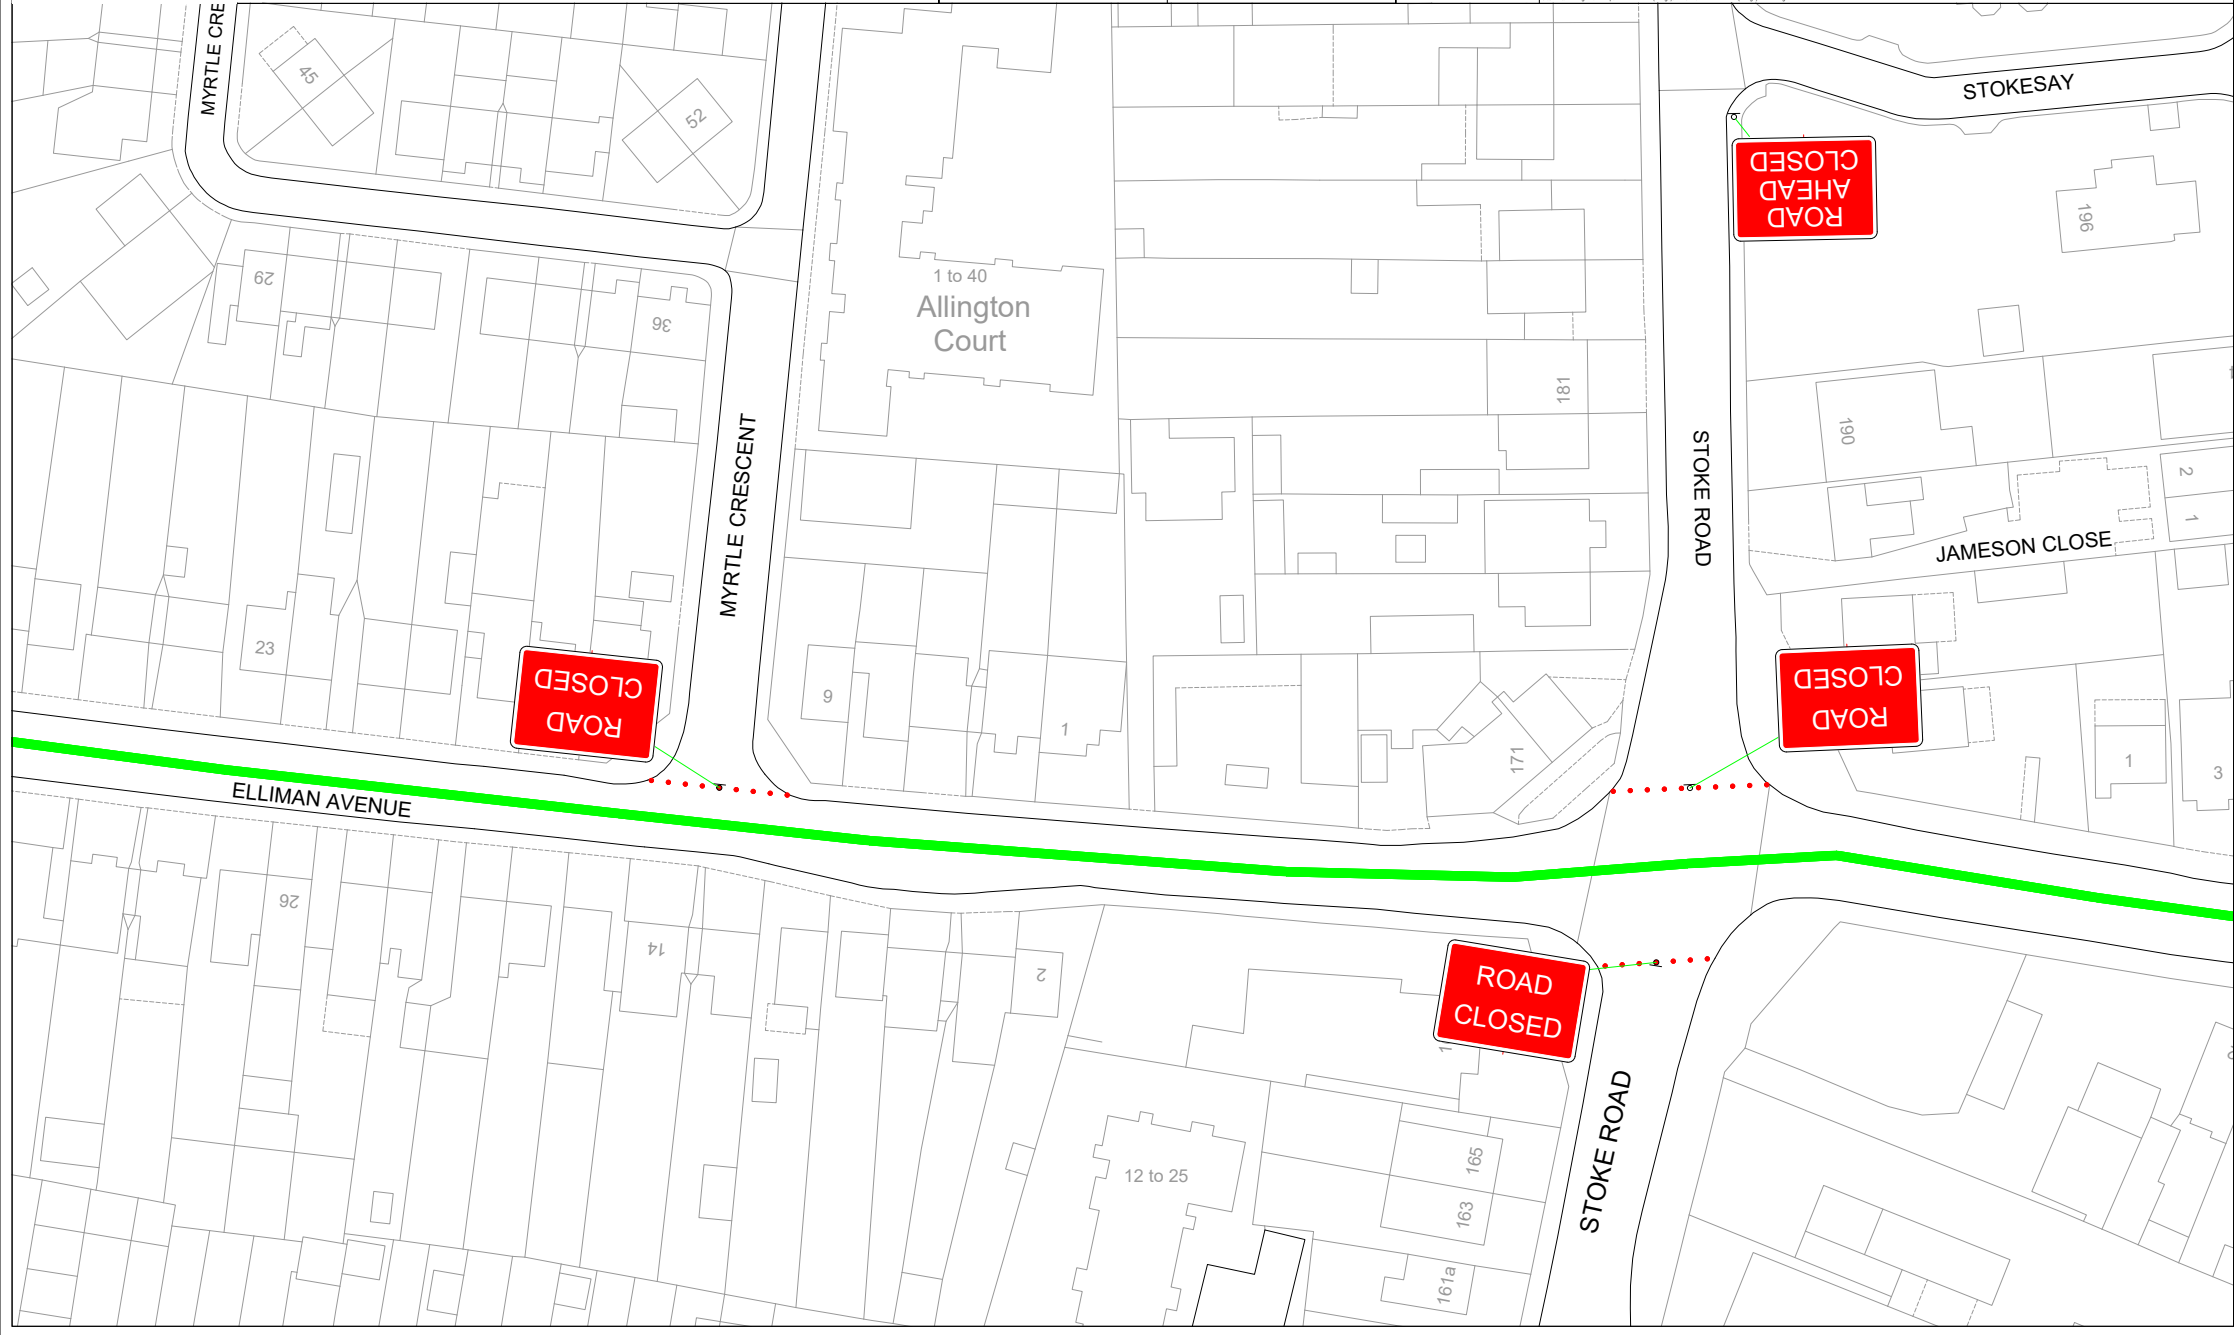 MYRTLE CRE
STOKESAY
45
52
CLOSED
AHEAD
ROAD
196
29
1 to 40
Allington
Court
36
181
190
MYRTLE CRESCENT
STOKE ROAD
2
1
JAMESON CLOSE
23
CLOSED
ROAD
9
1
171
CLOSED
ROAD
1
3
ELLIMAN AVENUE
26
14
2
ROAD
CLOSED
1
STOKE ROAD
12 to 25
165
163
161a